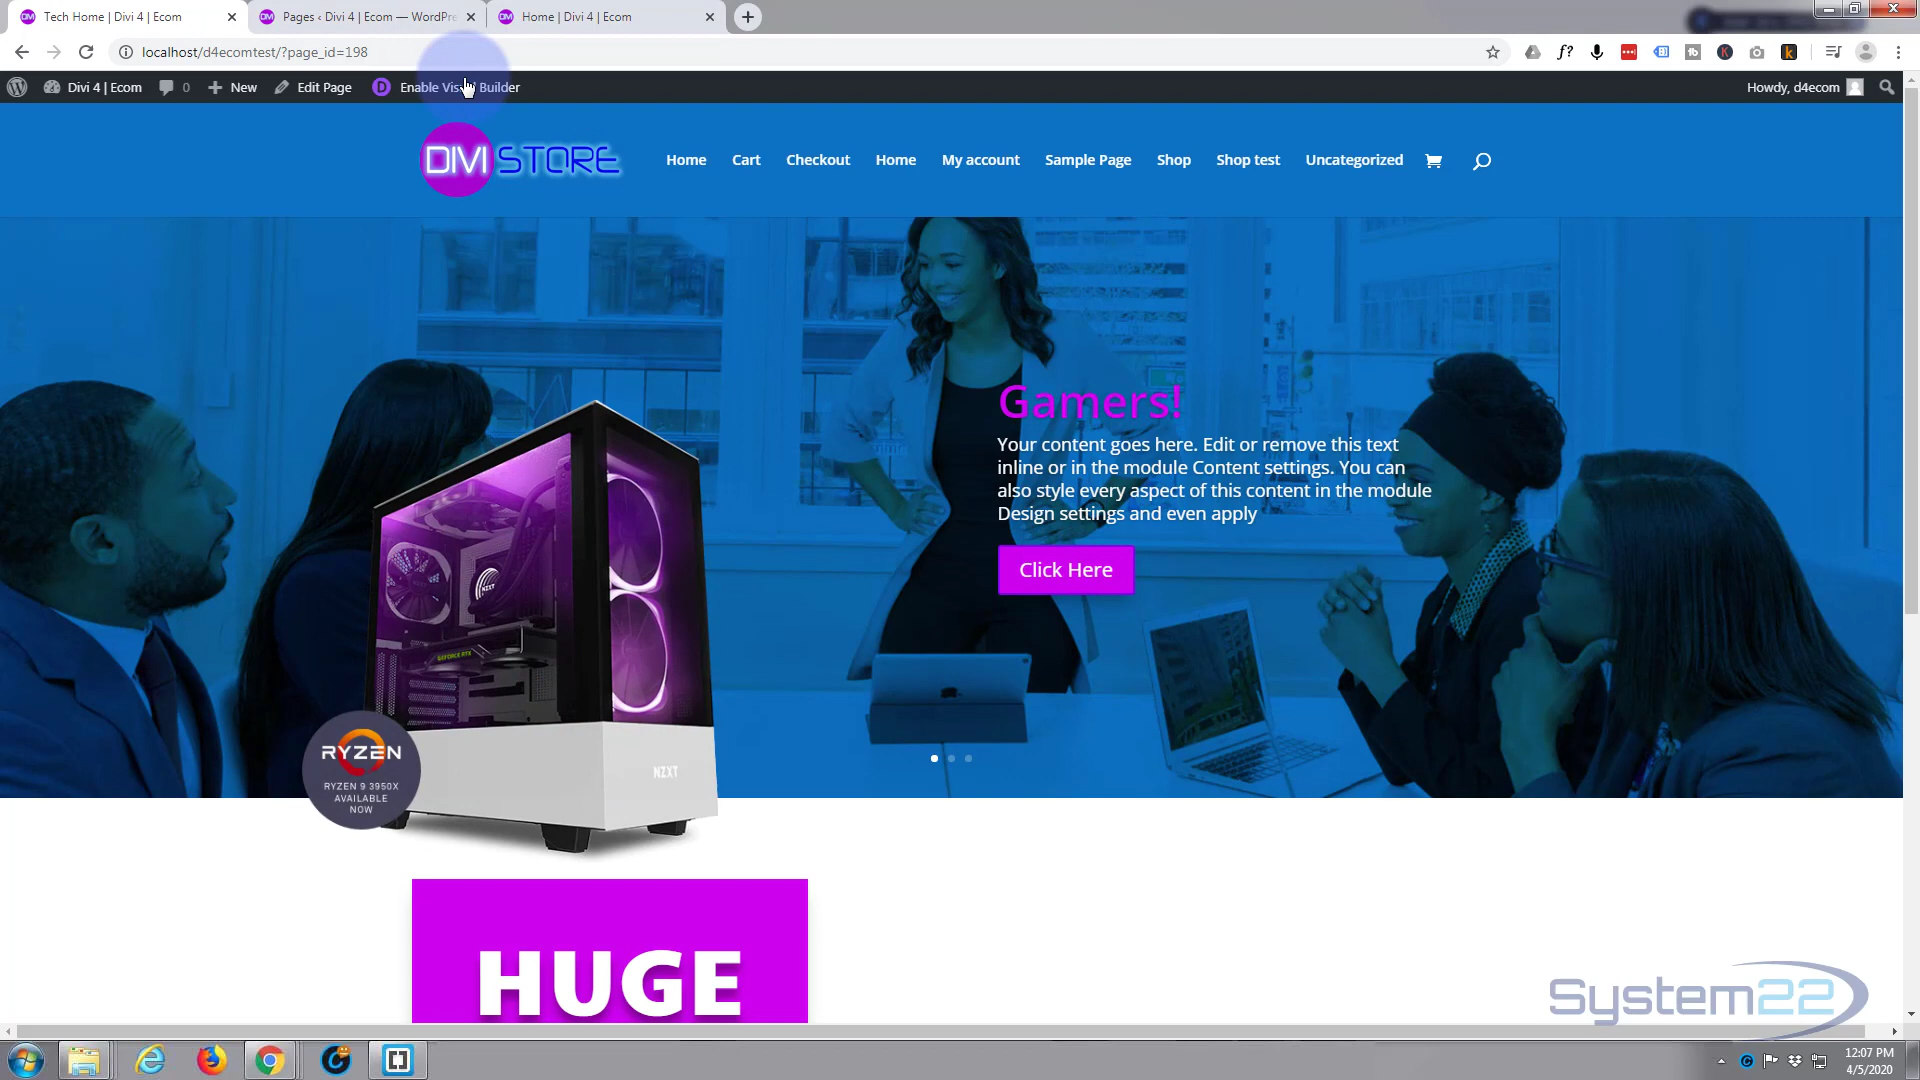 Tech Home | Divi 4 | Ecom
Pages ‹ Divi 4 | Ecom — WordPre
Home | Divi 4 | Ecom
localhost/d4ecomtest/?page_id=198
Divi 4 | Ecom
0
New
Edit Page
D
Enable Visual Builder
Howdy, d4ecom
DIVI STORE
Home
Cart
Checkout
Home
My account
Sample Page
Shop
Shop test
Uncategorized
Gamers!
Your content goes here. Edit or remove this text
inline or in the module Content settings. You can
also style every aspect of this content in the module
Design settings and even apply
Click Here
NZXT
GEFORCE RTX
NZXT
RYZEN
RYZEN 9 3950X
AVAILABLE
NOW
HUGE
System22
12:07 PM
4/5/2020